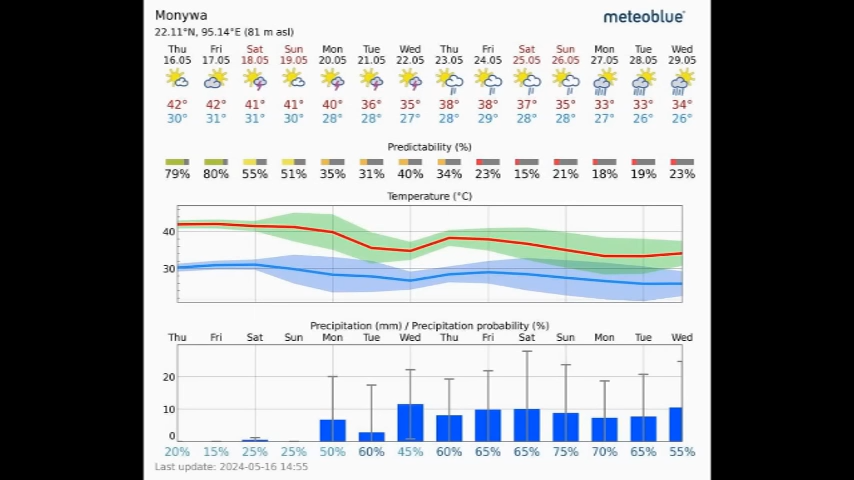 Monywa
meteoblue
22.11°N, 95.14°E (81 m asl)
Thu Fri Sat Sun Mon Tue Wed Thu Fri Sat Sun Mon Tue Wed
16.05 17.05 18.05 19.05 20.05 21.05 22.05 23.05 24.05 25.05 26.05 27.05 28.05 29.05
42° 42° 41° 41° 40° 36° 35° 38° 38° 37° 35° 33° 33° 34°
30° 31° 31° 30° 28° 28° 27° 28° 29° 28° 28° 27° 26° 26°
Predictability (%)
79% 80% 55% 51% 35% 31% 40% 34% 23% 15% 21% 18% 19% 23%
Temperature (°C)
40
30
Precipitation (mm) / Precipitation probability (%)
Thu Fri Sat Sun Mon Tue Wed Thu Fri Sat Sun Mon Tue Wed
20
10
0
20% 15% 25% 25% 50% 60% 45% 60% 65% 65% 75% 70% 65% 55%
Last update: 2024-05-16 14:55